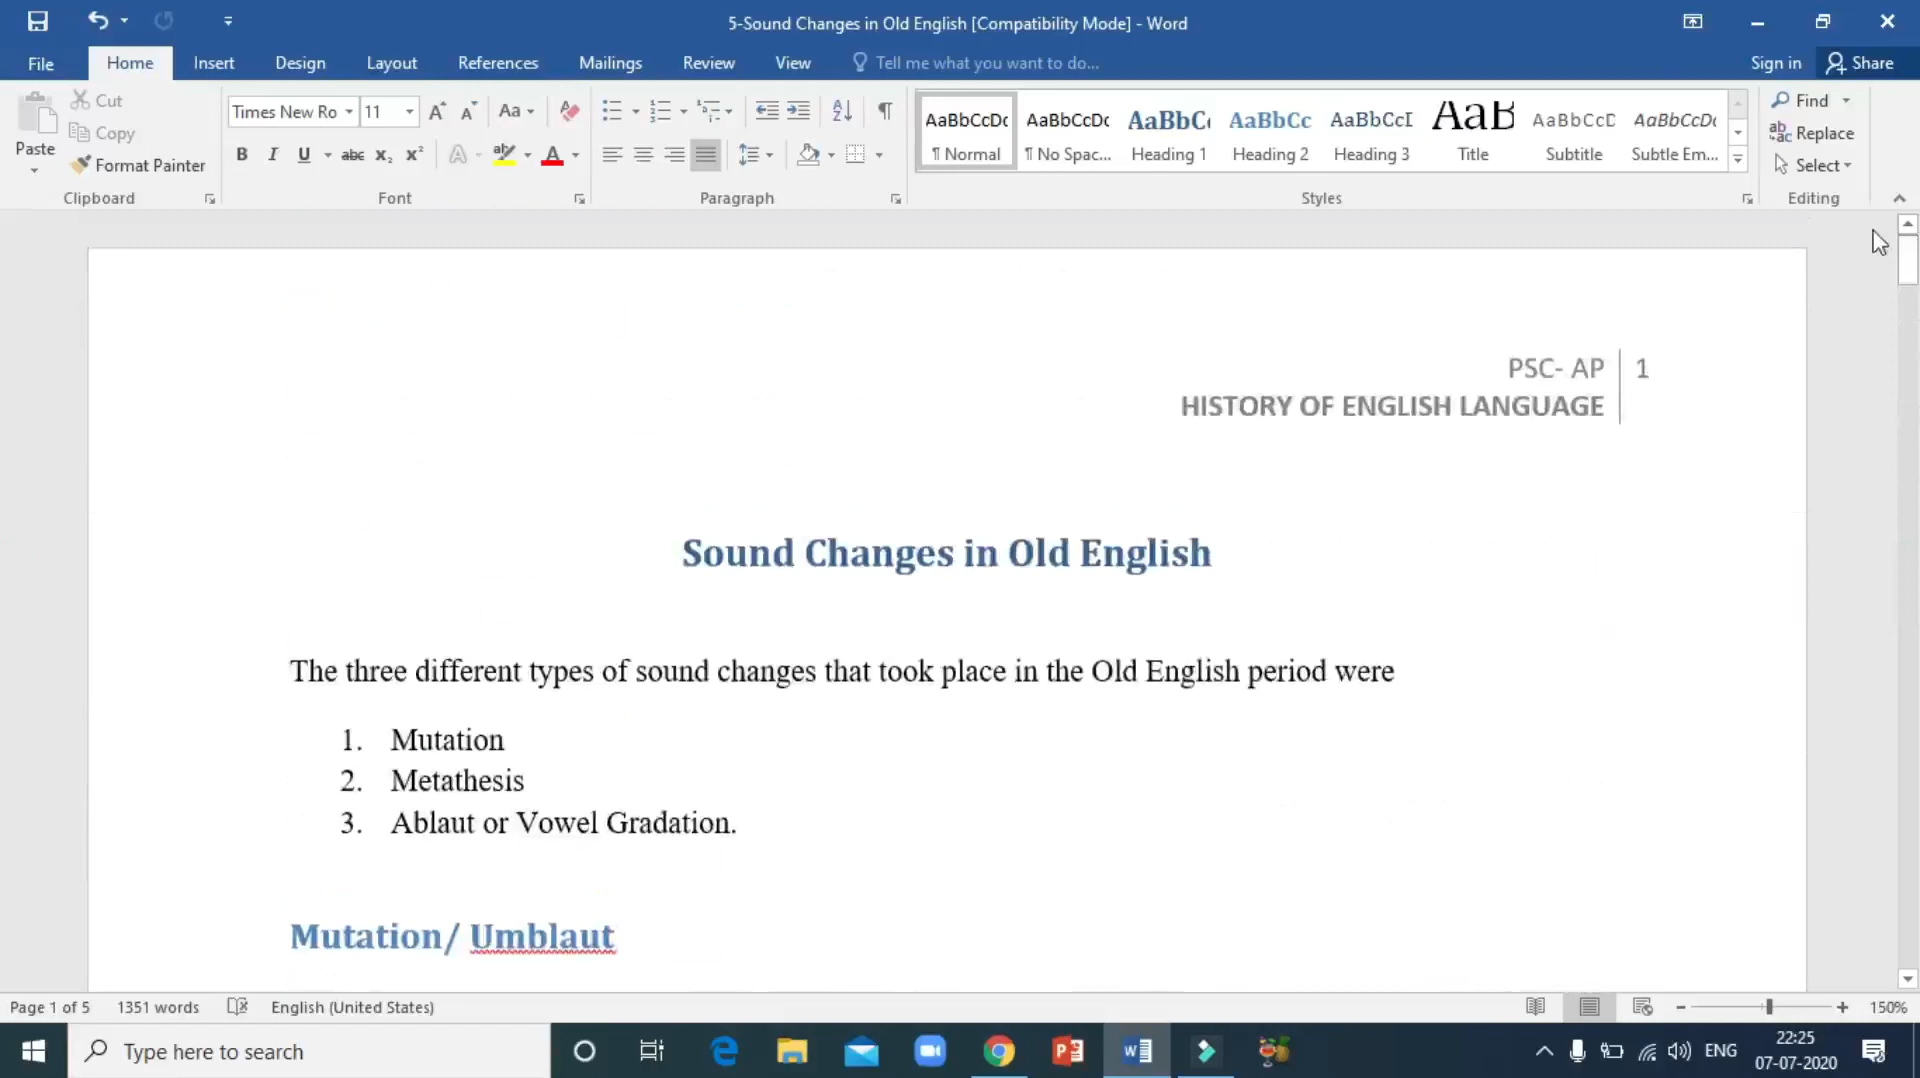 5-Sound Changes in Old English [Compatibility Mode] - Word
File Home Insert Design Layout References Mailings Review View Tell me what you want to do... Sign in Share
Paste
Cut
Copy
Format Painter
Clipboard
Times New Ro 11
Font
Paragraph
AaBbCcDc AaBbCcDc AaBbC AaBbCc AaBbCcI AaB AaBbCcD AaBbCcDc
¶ Normal ¶ No Spac... Heading 1 Heading 2 Heading 3 Title Subtitle Subtle Em...
Styles
Find
Replace
Select
Editing
PSC- AP 1
HISTORY OF ENGLISH LANGUAGE
Sound Changes in Old English
The three different types of sound changes that took place in the Old English period were
1. Mutation
2. Metathesis
3. Ablaut or Vowel Gradation.
Mutation/ Umblaut
Page 1 of 5 1351 words English (United States) 150%
Type here to search
ENG
22:25
07-07-2020